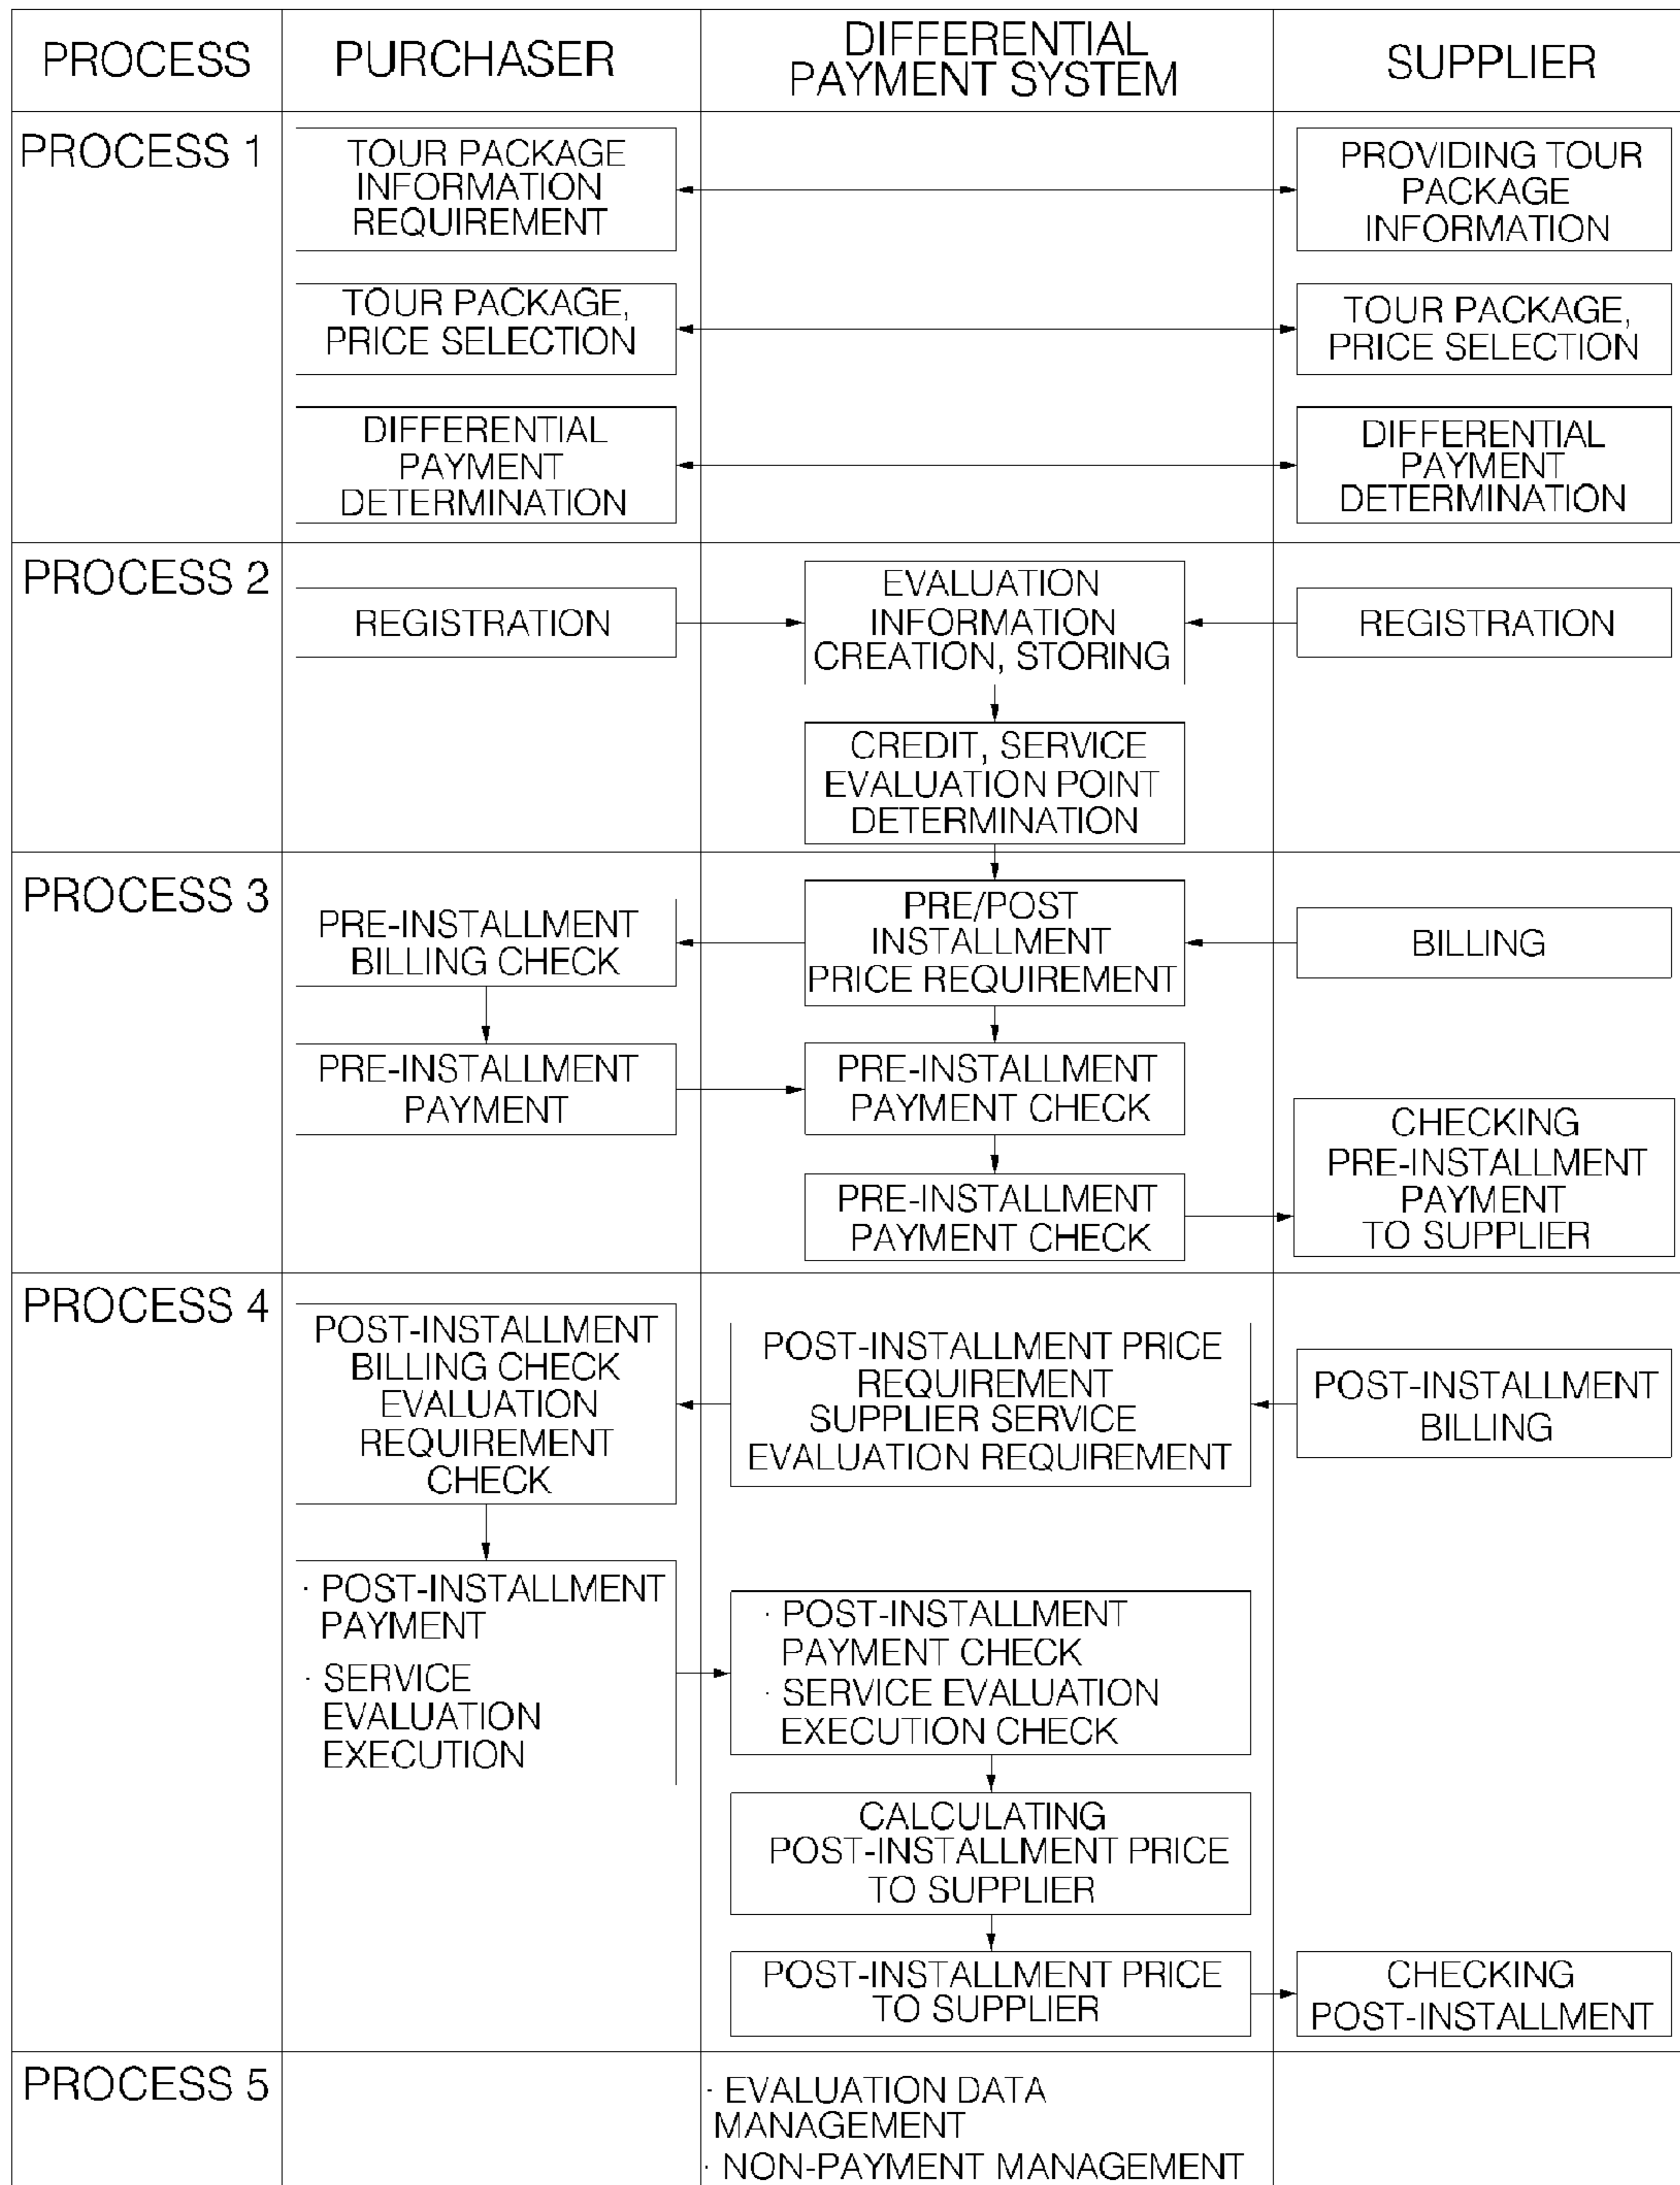 PROCESS
PURCHASER
DIFFERENTIAL
PAYMENT SYSTEM
SUPPLIER
PROCESS 1
TOUR PACKAGE
INFORMATION
REQUIREMENT
PROVIDING TOUR
PACKAGE
INFORMATION
TOUR PACKAGE,
PRICE SELECTION
TOUR PACKAGE,
PRICE SELECTION
DIFFERENTIAL
PAYMENT
DETERMINATION
DIFFERENTIAL
PAYMENT
DETERMINATION
PROCESS 2
REGISTRATION
EVALUATION
INFORMATION
CREATION, STORING
REGISTRATION
CREDIT, SERVICE
EVALUATION POINT
DETERMINATION
PROCESS 3
PRE-INSTALLMENT
BILLING CHECK
PRE/POST
INSTALLMENT
PRICE REQUIREMENT
BILLING
PRE-INSTALLMENT
PAYMENT
PRE-INSTALLMENT
PAYMENT CHECK
PRE-INSTALLMENT
PAYMENT CHECK
CHECKING
PRE-INSTALLMENT
PAYMENT
TO SUPPLIER
PROCESS 4
POST-INSTALLMENT
BILLING CHECK
EVALUATION
REQUIREMENT
CHECK
POST-INSTALLMENT PRICE
REQUIREMENT
SUPPLIER SERVICE
EVALUATION REQUIREMENT
POST-INSTALLMENT
BILLING
· POST-INSTALLMENT
PAYMENT
· SERVICE
EVALUATION
EXECUTION
· POST-INSTALLMENT
PAYMENT CHECK
· SERVICE EVALUATION
EXECUTION CHECK
CALCULATING
POST-INSTALLMENT PRICE
TO SUPPLIER
POST-INSTALLMENT PRICE
TO SUPPLIER
CHECKING
POST-INSTALLMENT
PROCESS 5
· EVALUATION DATA
MANAGEMENT
· NON-PAYMENT MANAGEMENT